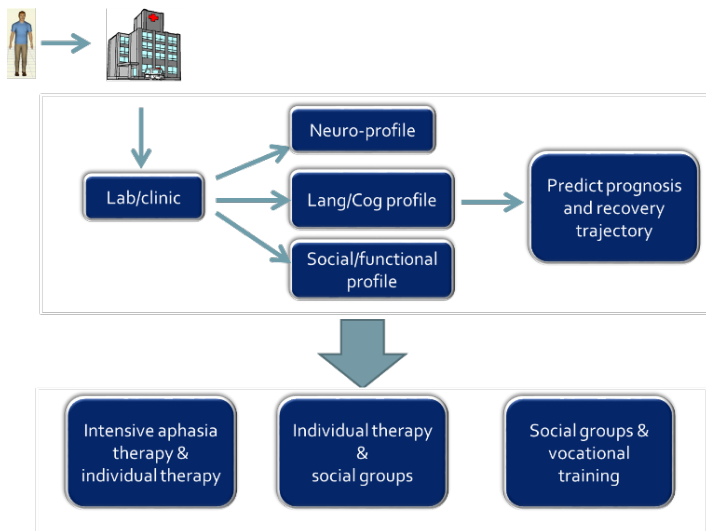 Neuro-profile
Lab/clinic
Lang/Cog profile
Social/functional
profile
Predict prognosis
and recovery
trajectory
Intensive aphasia
therapy &
individual therapy
Individual therapy
&
social groups
Social groups &
vocational
training